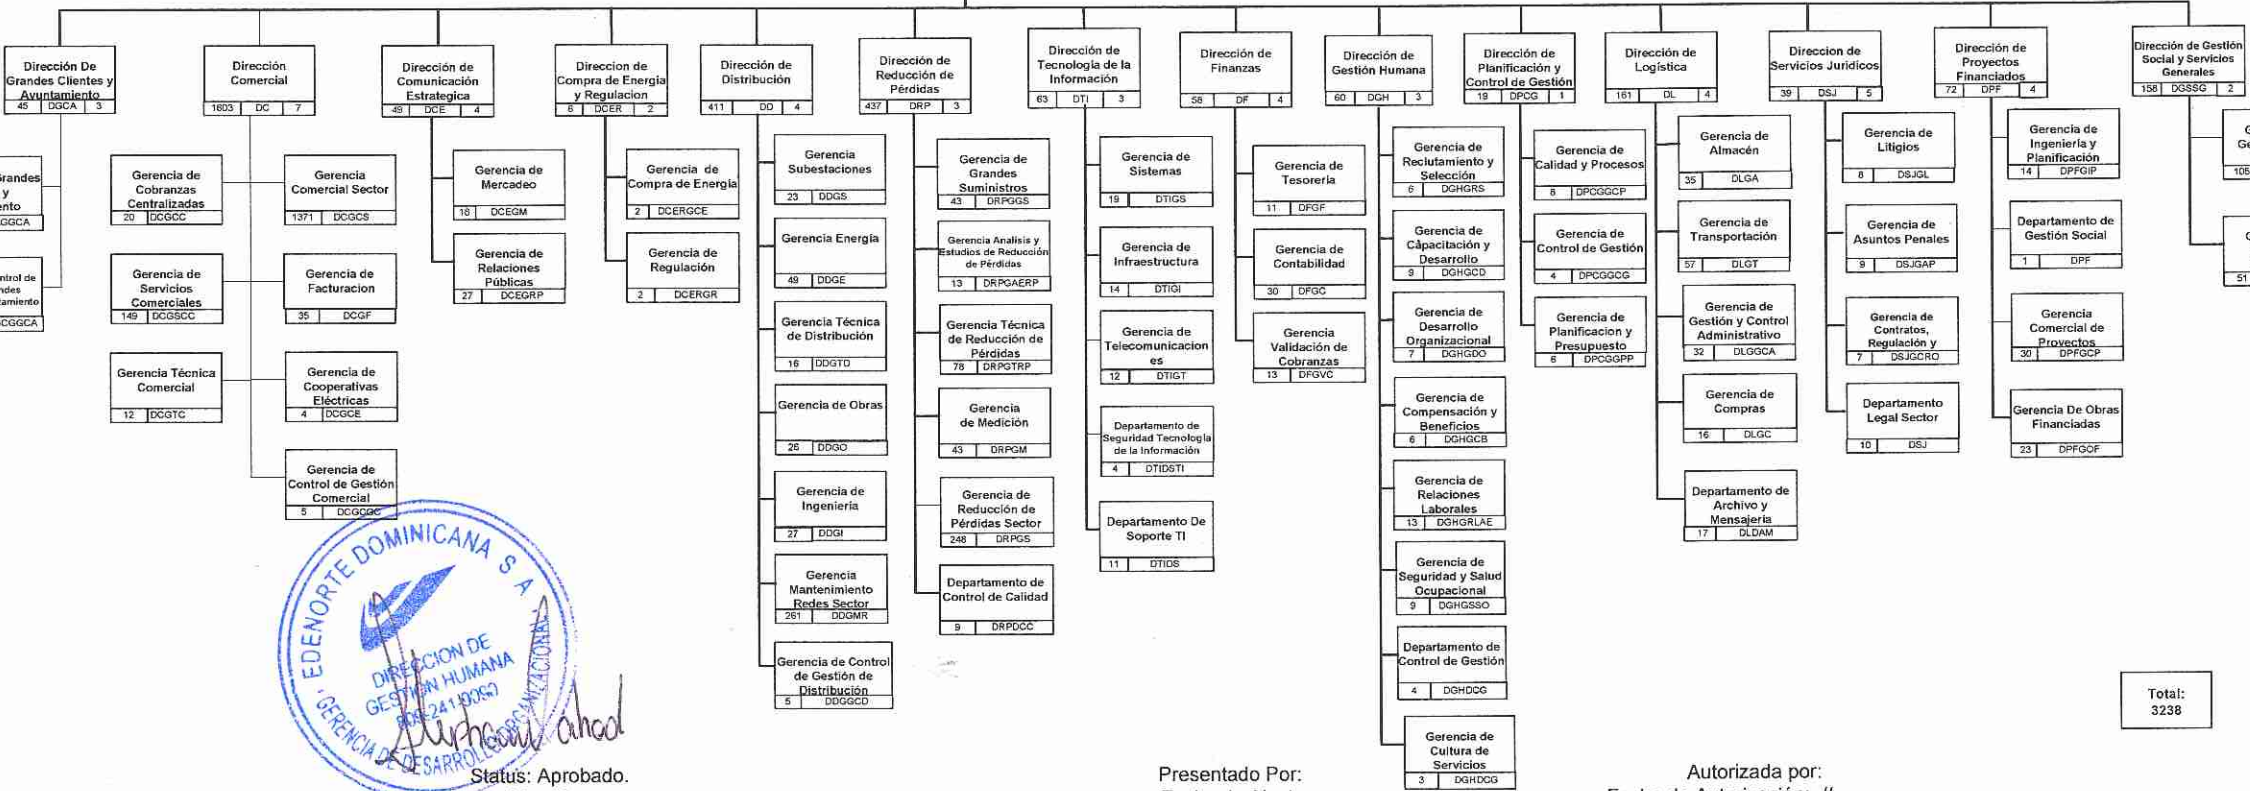 Dirección De
Grandes Clientes y
Ayuntamiento
45 DGCA 3
Dirección
Comercial
1603 DC 7
Dirección de
Comunicación
Estrategica
49 DCE 4
Direccion de
Compra de Energia
y Regulacion
6 DCER 2
Dirección de
Distribución
411 DD 4
Dirección de
Reducción de
Pérdidas
437 DRP 3
Dirección de
Tecnología de la
Información
63 DTI 3
Dirección de
Finanzas
58 DF 4
Dirección de
Gestión Humana
60 DGH 3
Dirección de
Planificación y
Control de Gestión
19 DPCG 1
Dirección de
Logística
161 DL 4
Direccion de
Servicios Juridicos
39 DSJ 5
Dirección de
Proyectos
Financiados
72 DPF 4
Dirección de Gestión
Social y Servicios
Generales
158 DGSSG 2
Gerencia de
Cobranzas
Centralizadas
20 DCGCC
Gerencia de
Servicios
Comerciales
149 DCGSCC
Gerencia Técnica
Comercial
12 DCGTC
Gerencia
Comercial Sector
1371 DCGCS
Gerencia de
Facturacion
35 DCGF
Gerencia de
Cooperativas
Eléctricas
4 DCGCE
Gerencia de
Control de Gestión
Comercial
5 DCGCGC
Gerencia de
Mercadeo
18 DCEGM
Gerencia de
Relaciones
Públicas
27 DCEGRP
Gerencia de
Compra de Energia
2 DCERGCE
Gerencia de
Regulación
2 DCERGR
Gerencia
Subestaciones
23 DDGS
Gerencia Energía
49 DDGE
Gerencia Técnica
de Distribución
16 DDGTD
Gerencia de Obras
26 DDGO
Gerencia de
Ingenieria
27 DDGI
Gerencia
Mantenimiento
Redes Sector
261 DDGMR
Gerencia de Control
de Gestión de
Distribución
5 DDGGCD
Gerencia de
Grandes
Suministros
43 DRPGGS
Gerencia Analisis y
Estudios de Reducción
de Pérdidas
13 DRPGAERP
Gerencia Técnica
de Reducción de
Pérdidas
78 DRPGTRP
Gerencia
de Medición
43 DRPGM
Gerencia de
Reducción de
Pérdidas Sector
248 DRPGS
Departamento de
Control de Calidad
9 DRPDCC
Gerencia de
Sistemas
19 DTIGS
Gerencia de
Infraestructura
14 DTIGI
Gerencia de
Telecomunicacion
es
12 DTIGT
Departamento de
Seguridad Tecnología
de la Información
4 DTIDSTI
Departamento De
Soporte TI
11 DTIDS
Gerencia de
Tesorería
11 DFGF
Gerencia de
Contabilidad
30 DFGC
Gerencia
Validación de
Cobranzas
13 DFGVC
Gerencia de
Reclutamiento y
Selección
6 DGHGRS
Gerencia de
Capacitación y
Desarrollo
9 DGHGCD
Gerencia de
Desarrollo
Organizacional
7 DGHGDO
Gerencia de
Compensación y
Beneficios
6 DGHGCB
Gerencia de
Relaciones
Laborales
13 DGHGRLAE
Gerencia de
Seguridad y Salud
Ocupacional
9 DGHGSSO
Departamento de
Control de Gestión
4 DGHDCG
Gerencia de
Cultura de
Servicios
3 DGHDCG
Gerencia de
Calidad y Procesos
8 DPCGGCP
Gerencia de
Control de Gestión
4 DPCGGCG
Gerencia de
Planificacion y
Presupuesto
6 DPCGGPP
Gerencia de
Almacén
35 DLGA
Gerencia de
Transportación
57 DLGT
Gerencia de
Gestión y Control
Administrativo
32 DLGGCA
Gerencia de
Compras
16 DLGC
Departamento de
Archivo y
Mensajeria
17 DLDAM
Gerencia de
Litigios
8 DSJGL
Gerencia de
Asuntos Penales
9 DSJGAP
Gerencia de
Contratos,
Regulación y
7 DSJGCRO
Departamento
Legal Sector
10 DSJ
Gerencia de
Ingenieria y
Planificación
14 DPFGIP
Departamento de
Gestión Social
1 DPF
Gerencia
Comercial de
Proyectos
30 DPFGCP
Gerencia De Obras
Financiadas
23 DPFGOF
105
51
Total:
3238
EDENORTE DOMINICANA S A
DIRECCION DE
GESTION HUMANA
GERENCIA DE DESARROLLO ORGANIZACIONAL
Status: Aprobado.
Presentado Por:
Autorizada por: